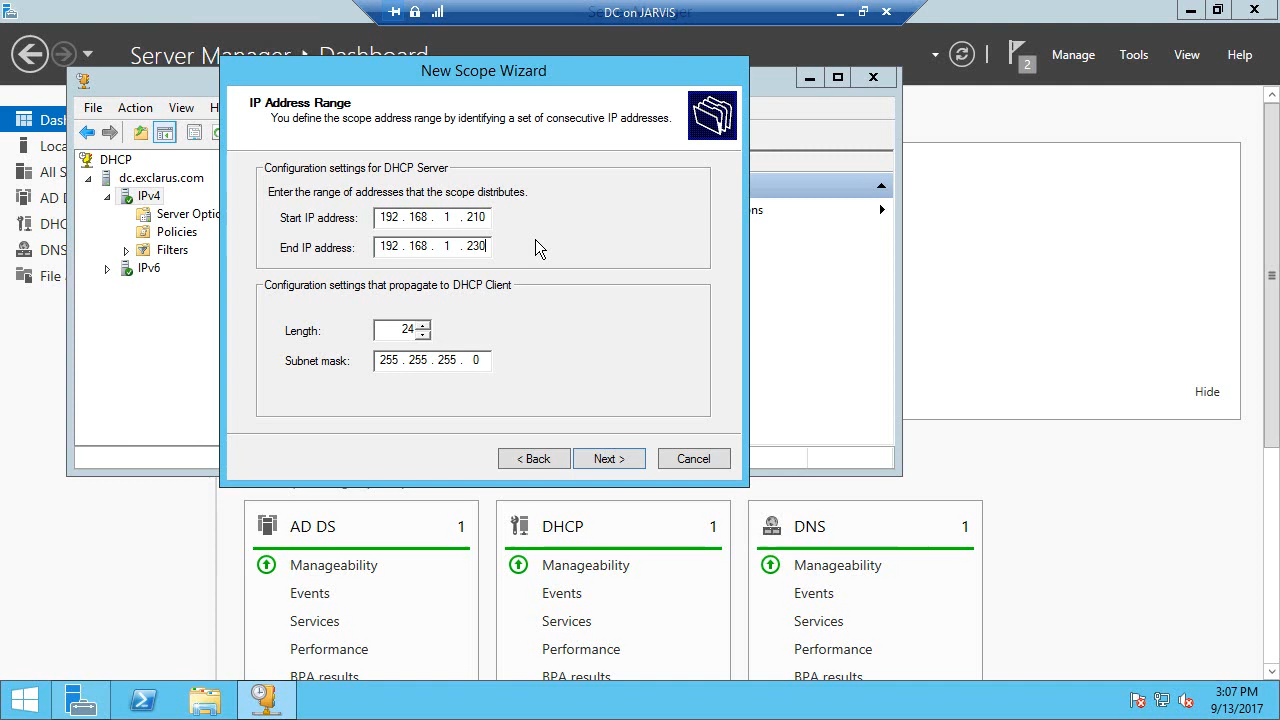 DC on JARVIS
Server Manager ▸ Dashboard
2
Manage
Tools
View
Help
Dash
Loca
All S
AD D
DHC
DNS
File
File
Action
View
H
DHCP
dc.exclarus.com
IPv4
Server Optio
Policies
Filters
IPv6
New Scope Wizard
IP Address Range
You define the scope address range by identifying a set of consecutive IP addresses.
Configuration settings for DHCP Server
Enter the range of addresses that the scope distributes.
Start IP address: 192 . 168 . 1 . 210
End IP address: 192 . 168 . 1 . 230
Configuration settings that propagate to DHCP Client
Length: 24
Subnet mask: 255 . 255 . 255 . 0
< Back
Next >
Cancel
ns
Hide
AD DS 1
Manageability
Events
Services
Performance
BPA results
DHCP 1
Manageability
Events
Services
Performance
BPA results
DNS 1
Manageability
Events
Services
Performance
BPA results
3:07 PM
9/13/2017